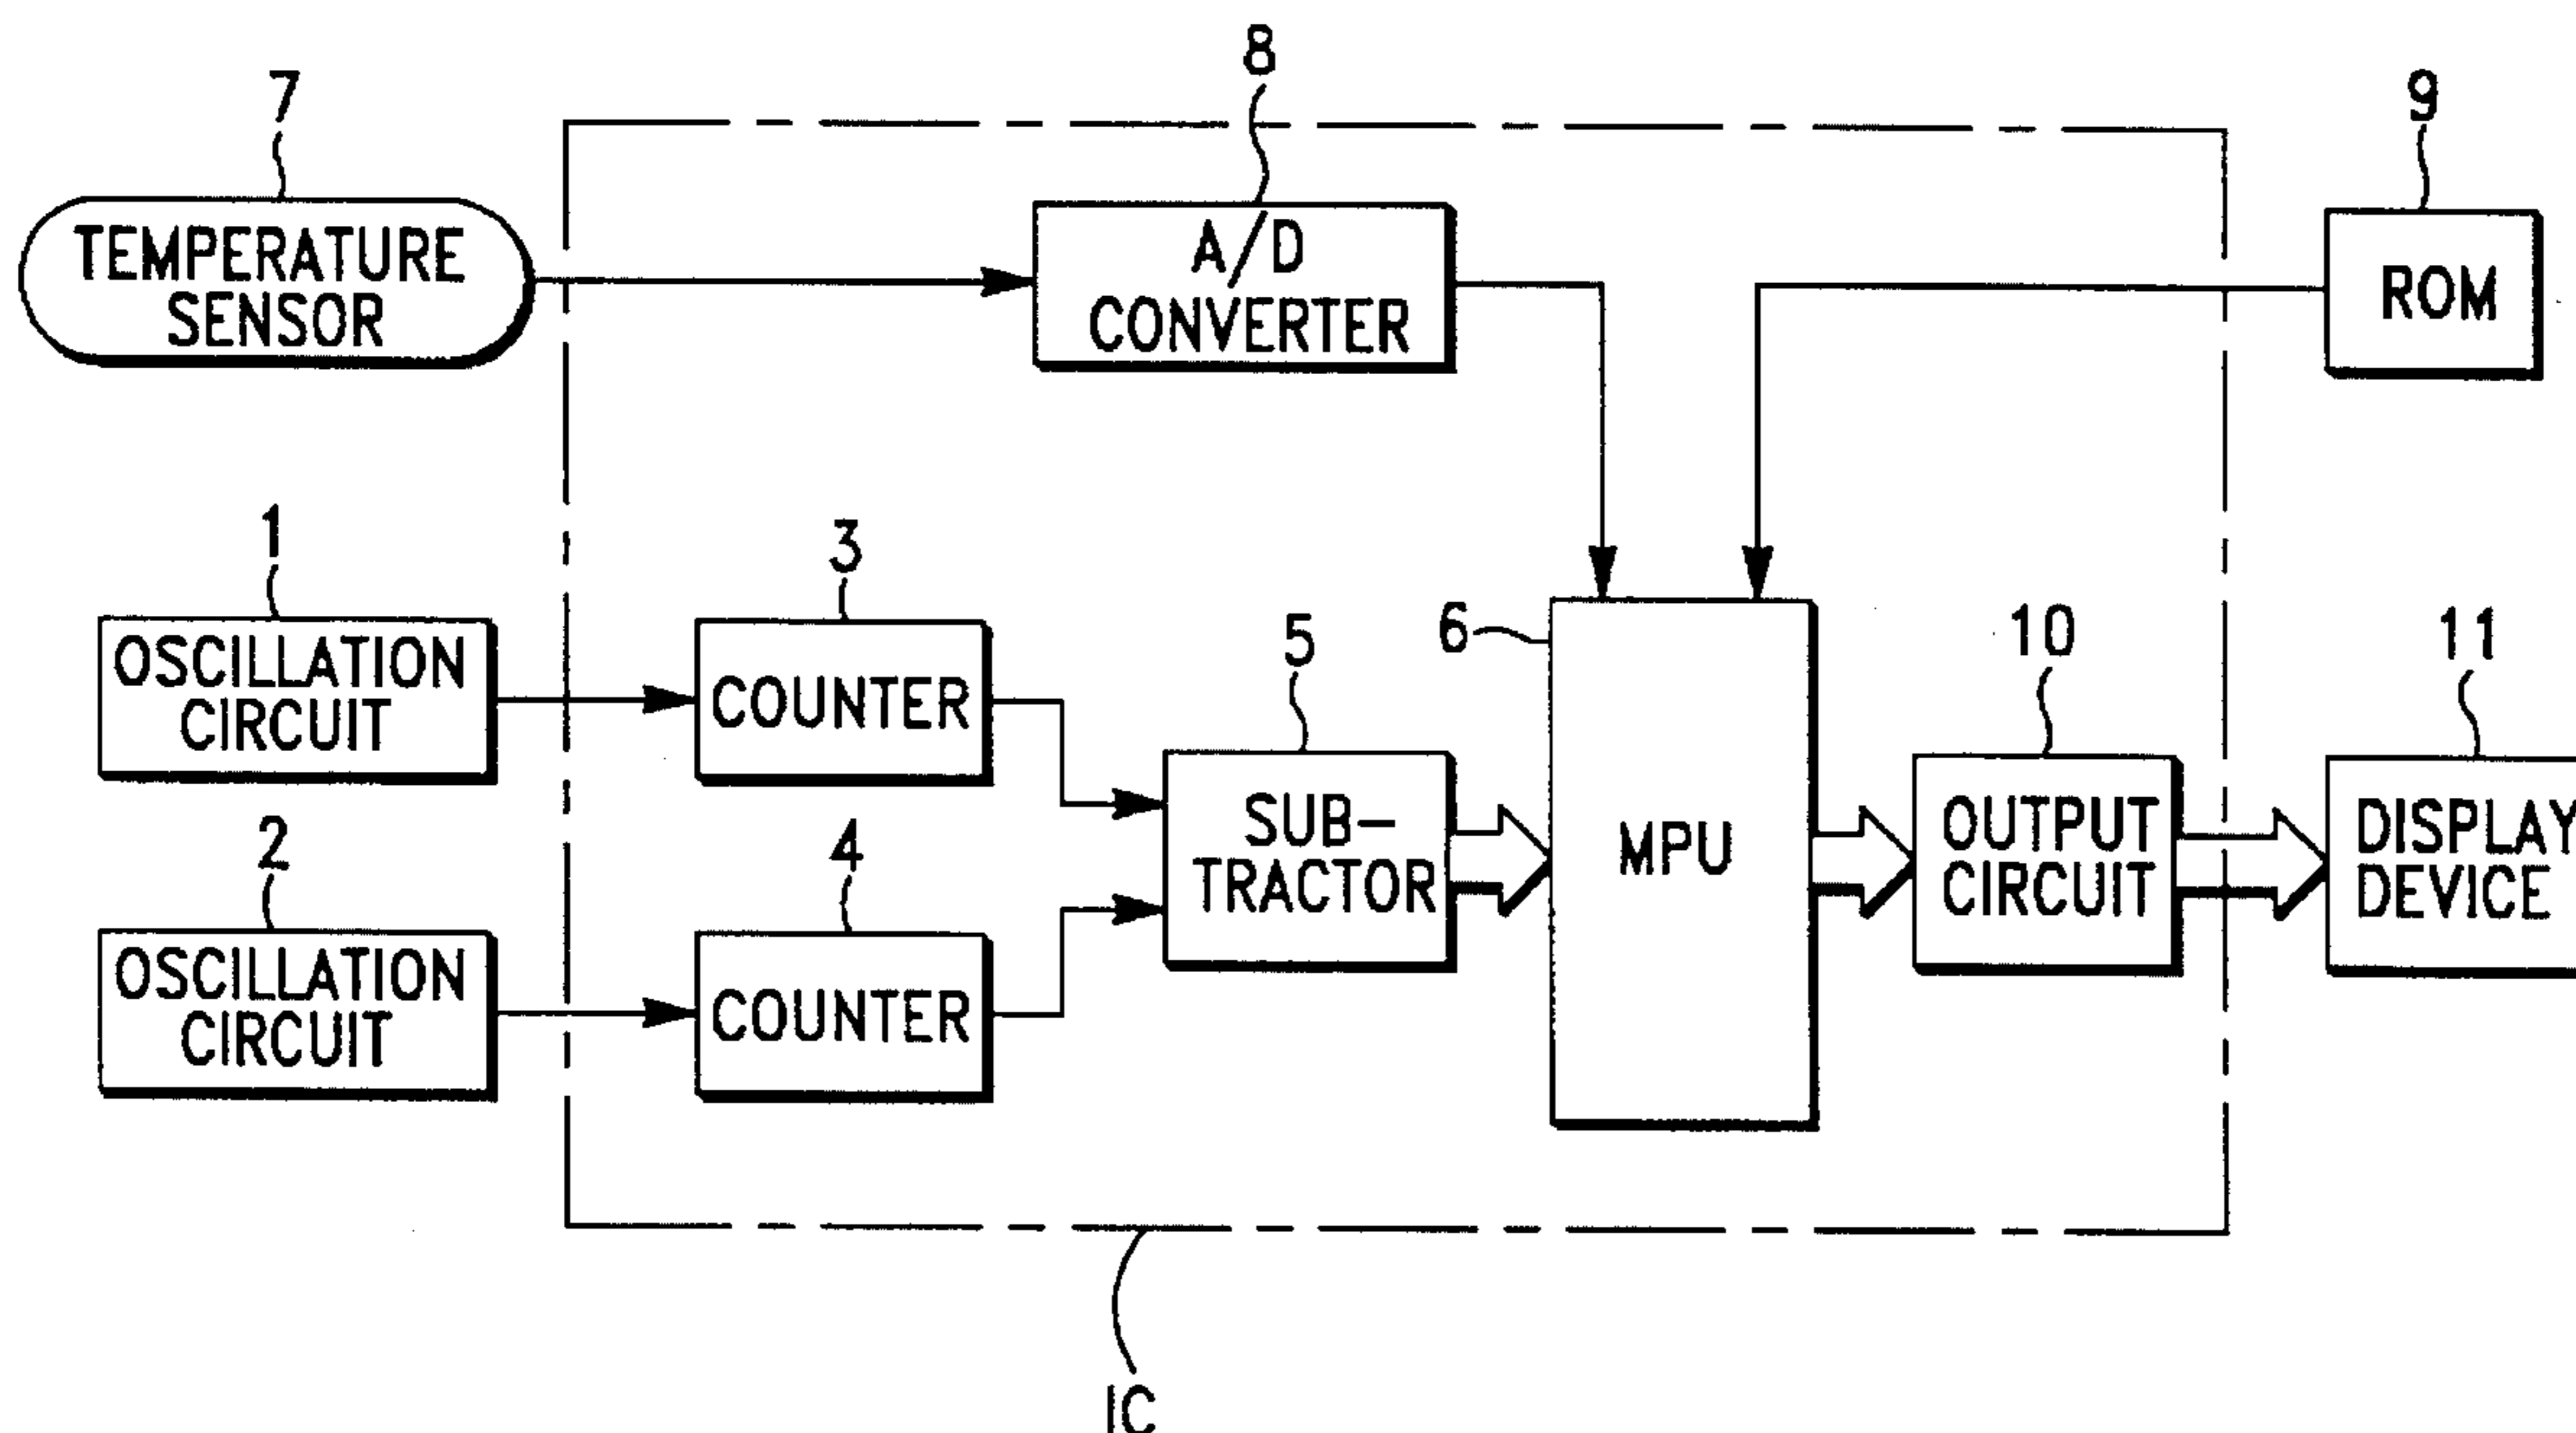 8
7
9
TEMPERATURE
SENSOR
A/D
CONVERTER
ROM
1
3
5
6
10
11
OSCILLATION
CIRCUIT
COUNTER
2
4
SUB-
TRACTOR
MPU
OUTPUT
CIRCUIT
DISPLAY
DEVICE
OSCILLATION
CIRCUIT
COUNTER
IC